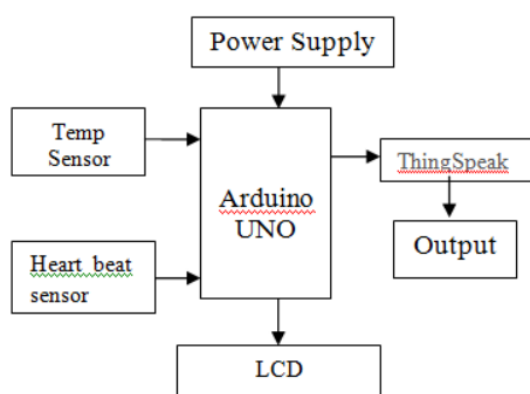 Power Supply
Temp
Sensor
Arduino
UNO
ThingSpeak
Output
Heart beat
sensor
LCD